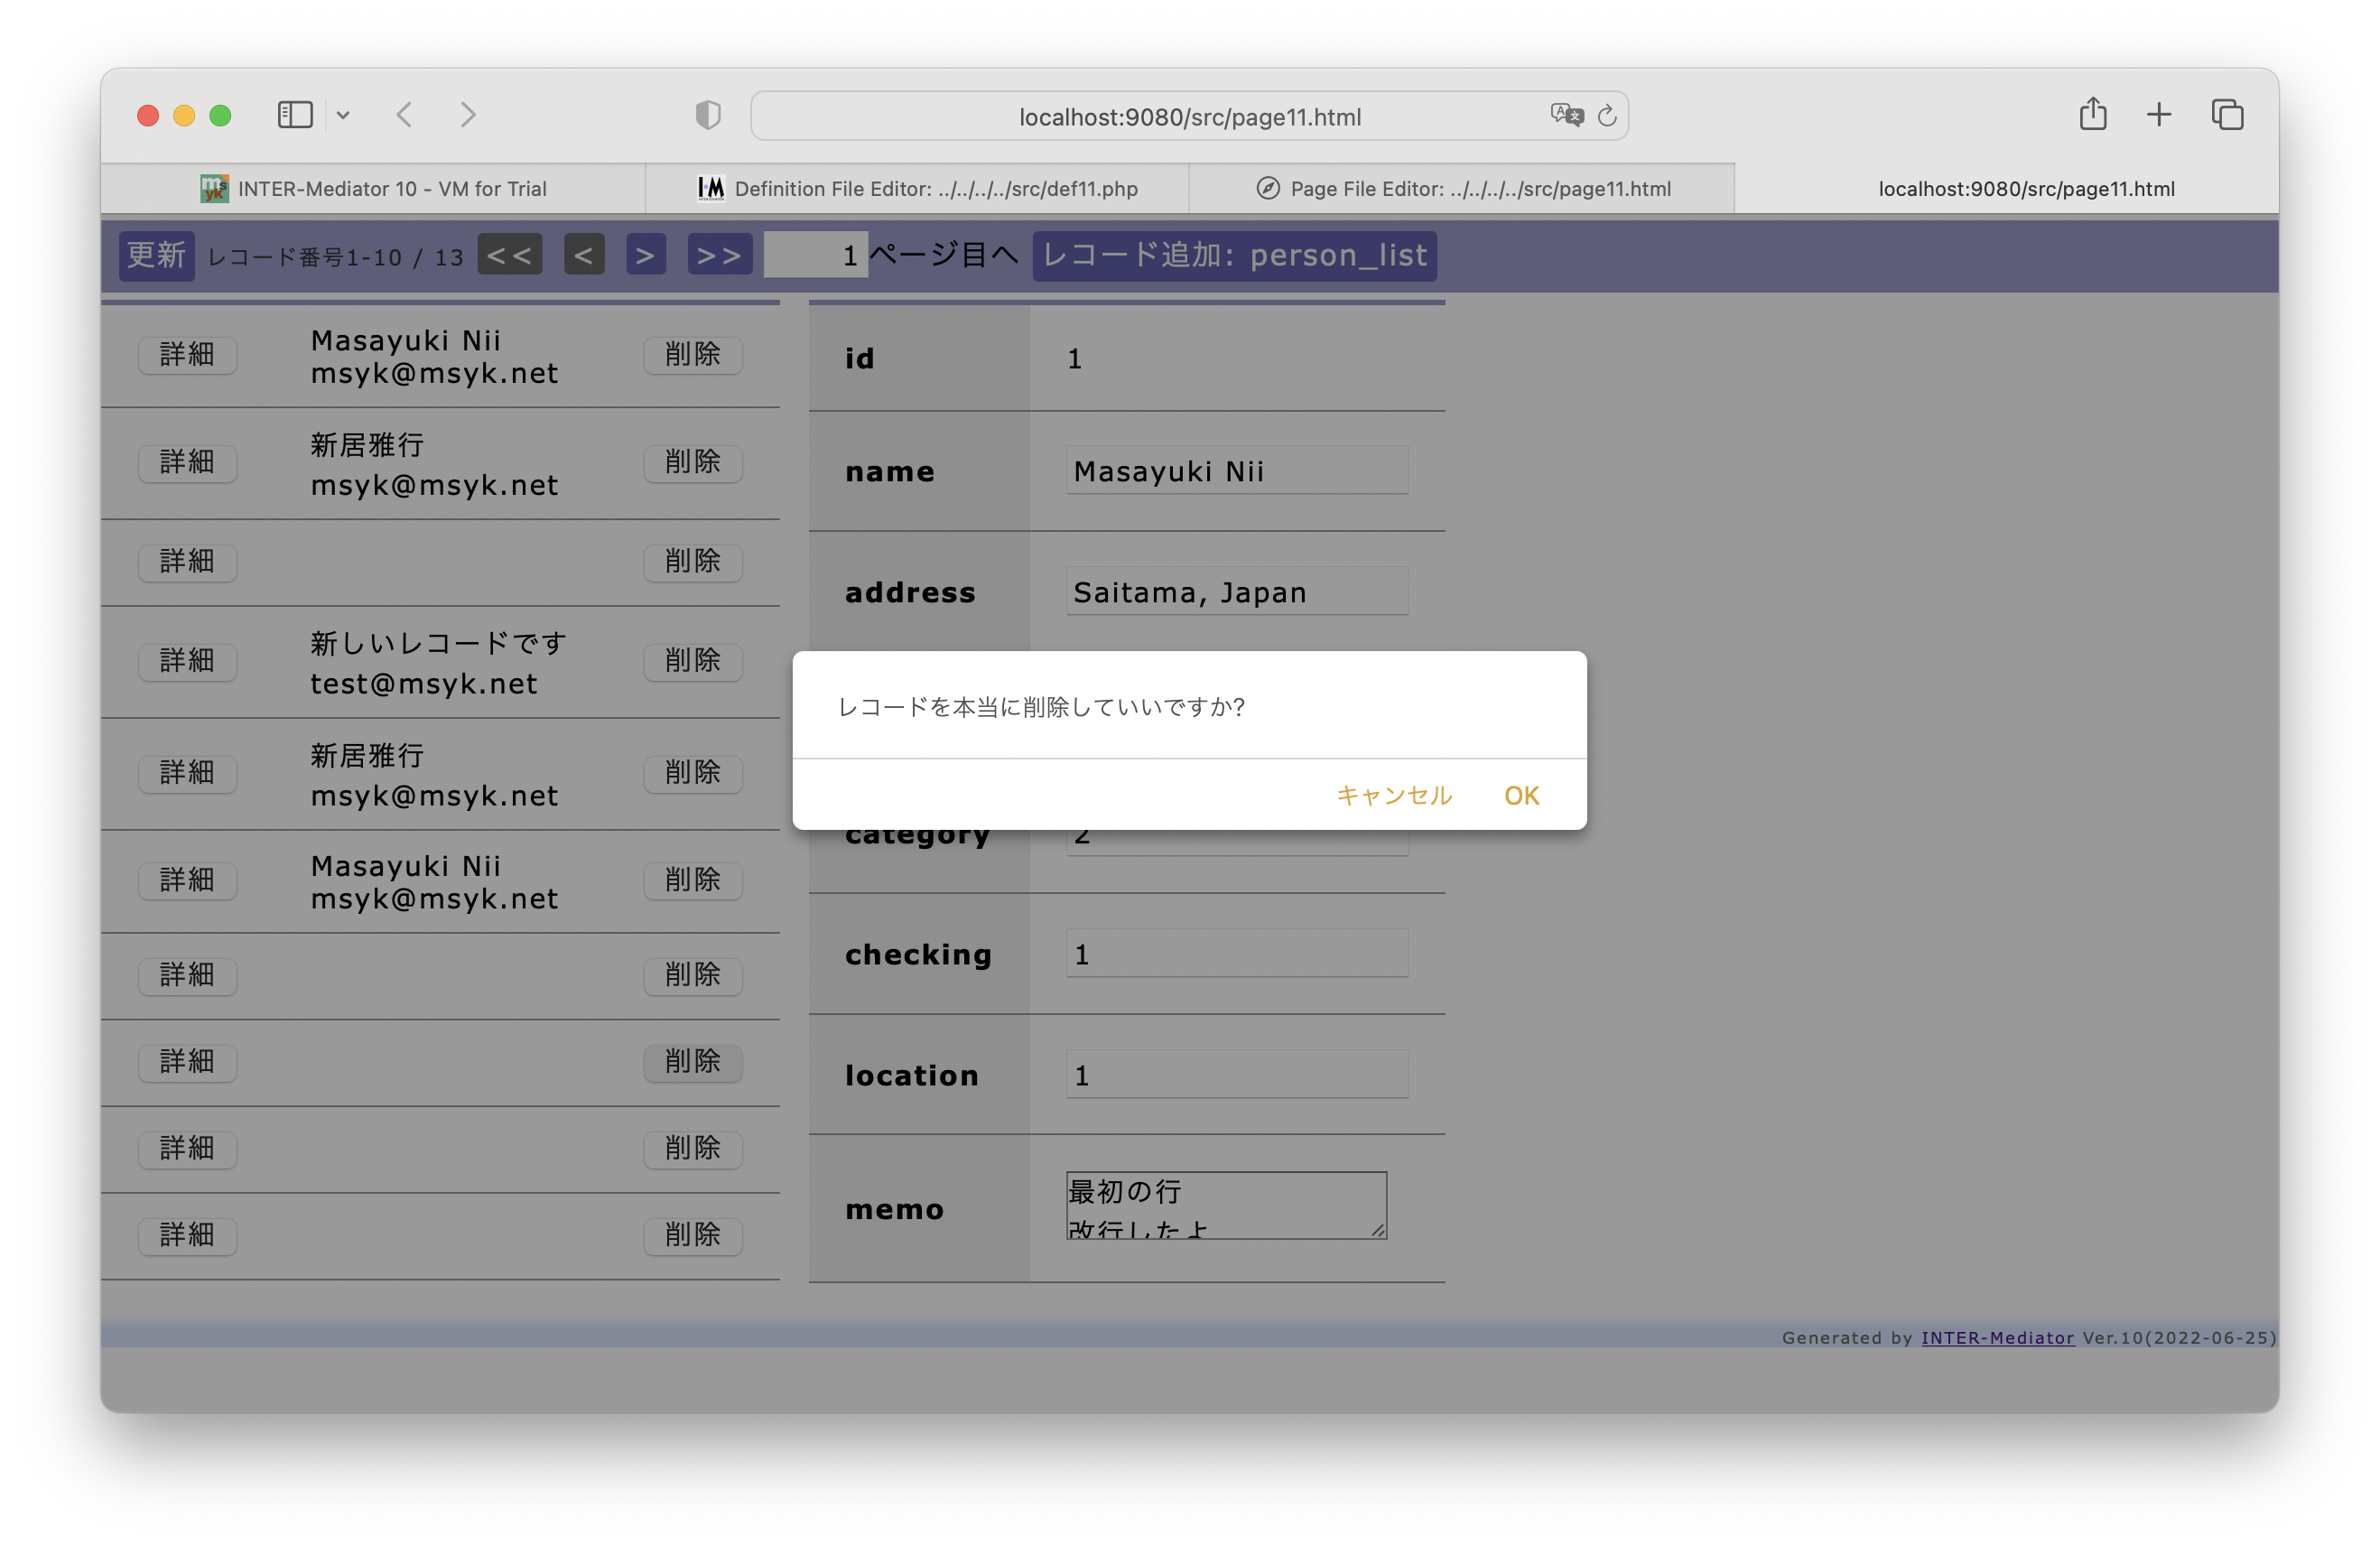 localhost:9080/src/page11.html
INTER-Mediator 10 - VM for Trial
Definition File Editor: ../../../../src/def11.php
Page File Editor: ../../../../src/page11.html
localhost:9080/src/page11.html
更新 レコード番号1-10 / 13 << < > >> 1 ページ目へ レコード追加: person_list
詳細 Masayuki Nii 削除
msyk@msyk.net
詳細 新居雅行 削除
msyk@msyk.net
詳細 削除
詳細 新しいレコードです 削除
test@msyk.net
詳細 新居雅行 削除
msyk@msyk.net
詳細 Masayuki Nii 削除
msyk@msyk.net
詳細 削除
詳細 削除
詳細 削除
詳細 削除
id 1
name Masayuki Nii
address Saitama, Japan
レコードを本当に削除していいですか?
キャンセル OK
category 2
checking 1
location 1
memo 最初の行
改行したよ
Generated by INTER-Mediator Ver.10(2022-06-25)